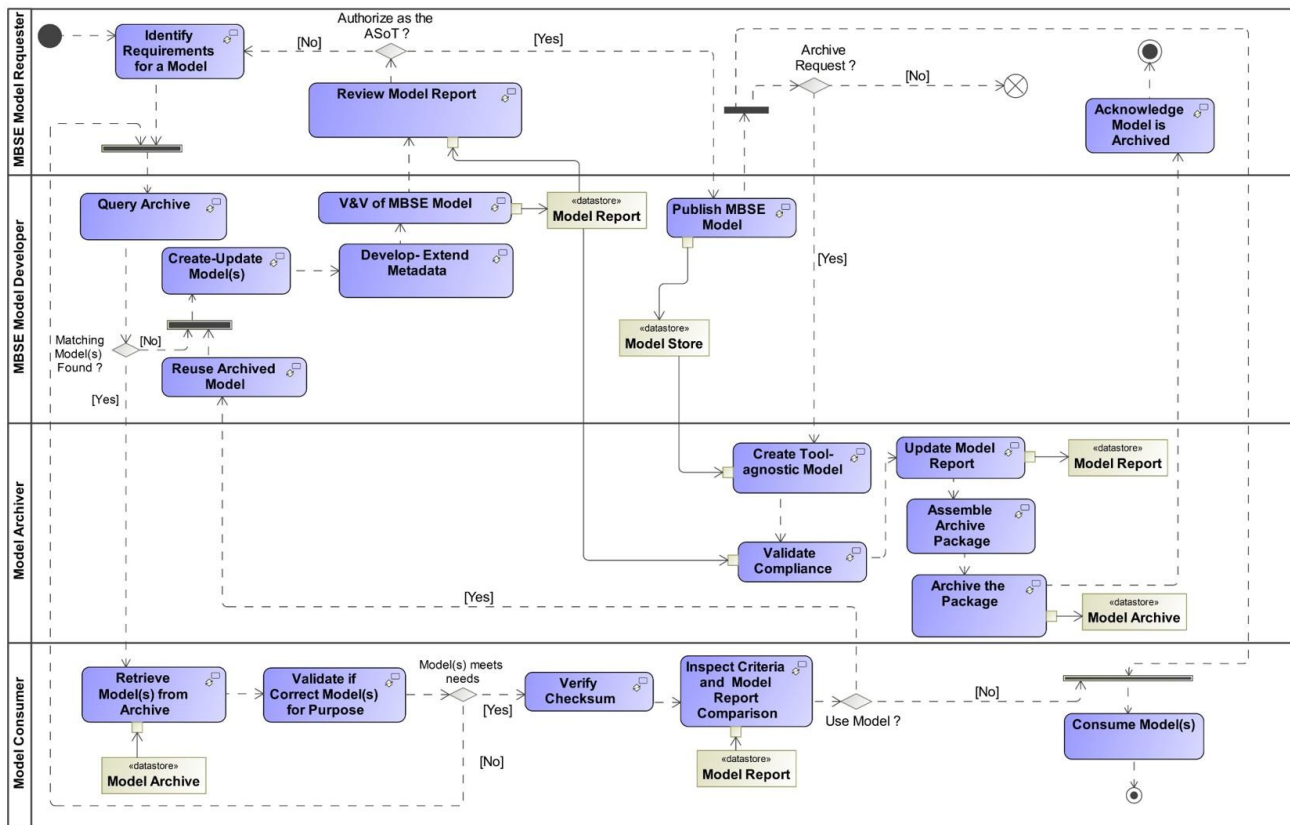 MBSE Model Requester
Identify
Requirements
for a Model
[No]
Authorize as the
ASoT ?
[Yes]
Review Model Report
Archive
Request ?
[No]
Acknowledge
Model is
Archived
MBSE Model Developer
Query Archive
V&V of MBSE Model
«datastore»
Model Report
Publish MBSE
Model
Create-Update
Model(s)
Develop- Extend
Metadata
[Yes]
«datastore»
Model Store
Matching
Model(s)
Found ?
[No]
Reuse Archived
Model
[Yes]
Model Archiver
Create Tool-
agnostic Model
Update Model
Report
«datastore»
Model Report
Assemble
Archive
Package
Validate
Compliance
Archive the
Package
«datastore»
Model Archive
[Yes]
Model Consumer
Retrieve
Model(s) from
Archive
Validate if
Correct Model(s)
for Purpose
Model(s) meets
needs
[Yes]
[No]
Verify
Checksum
Inspect Criteria
and Model
Report
Comparison
Use Model ?
[No]
Consume Model(s)
«datastore»
Model Archive
«datastore»
Model Report